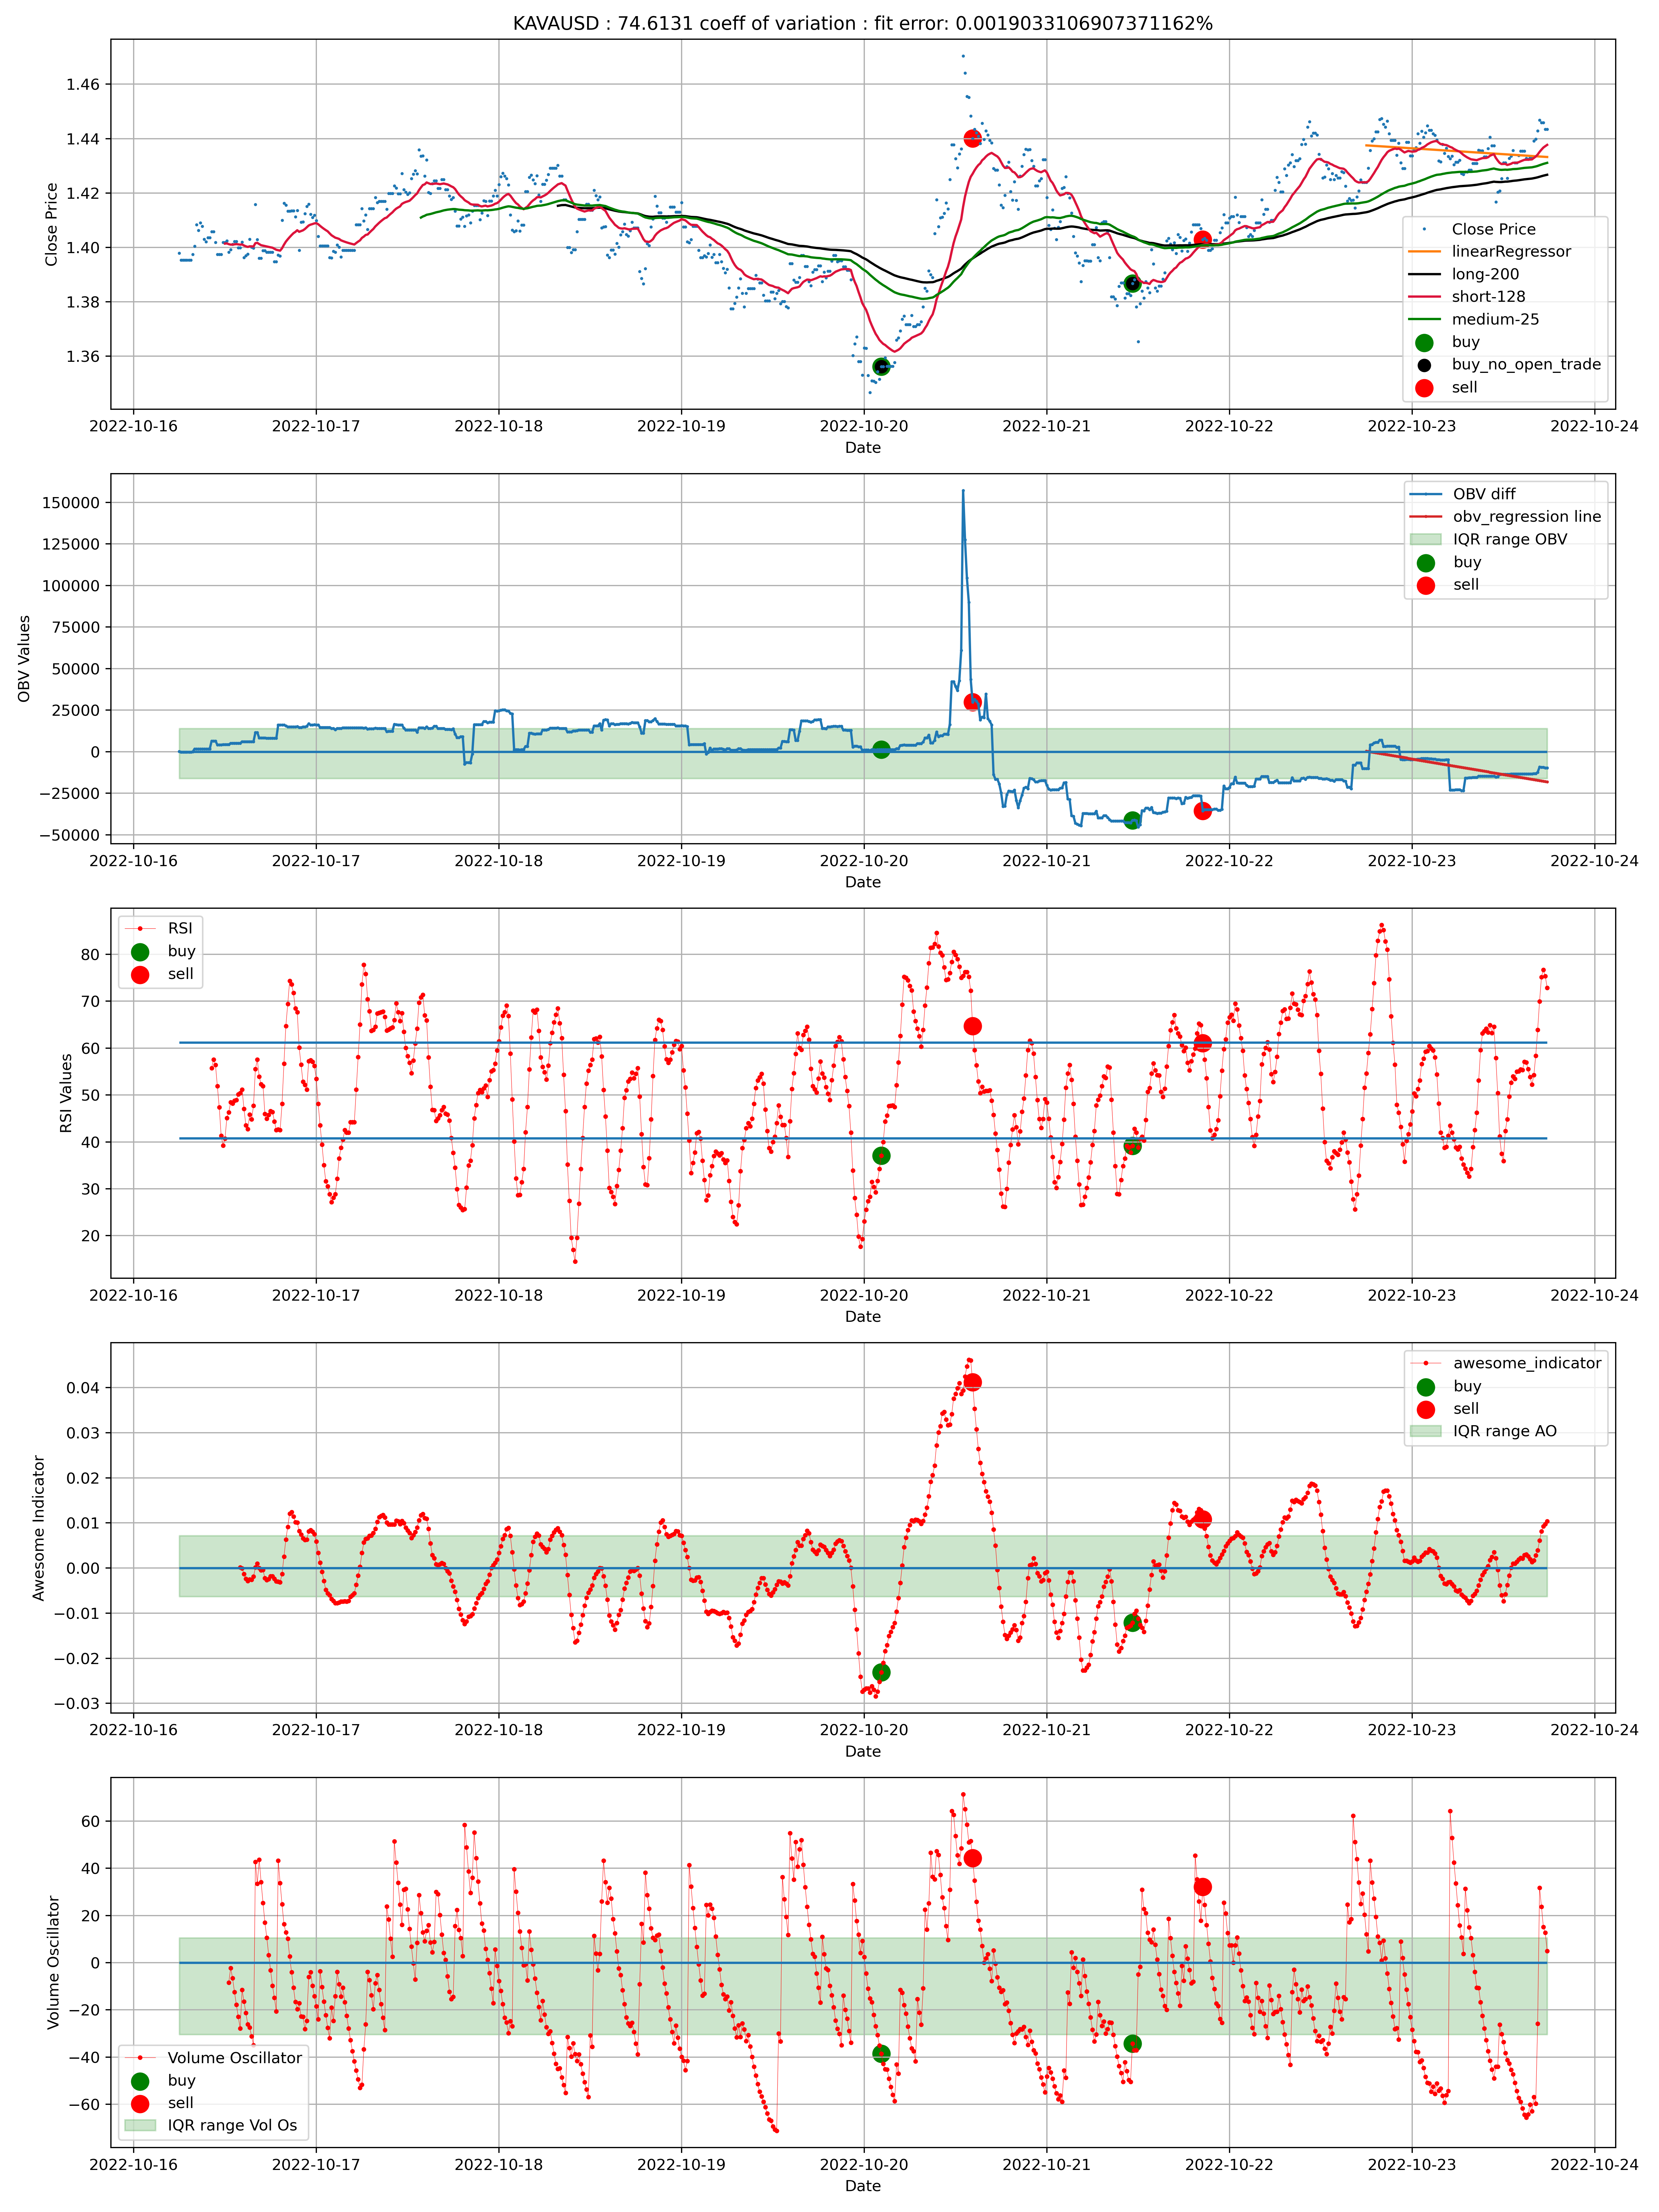 KAVAUSD : 74.6131 coeff of variation : fit error: 0.0019033106907371162%
Close Price
1.46
1.44
1.42
1.40
1.38
1.36
Close Price
linearRegressor
long-200
short-128
medium-25
buy
buy_no_open_trade
sell
2022-10-16 2022-10-17 2022-10-18 2022-10-19 2022-10-20 2022-10-21 2022-10-22 2022-10-23 2022-10-24
Date
OBV Values
150000
125000
100000
75000
50000
25000
0
−25000
−50000
OBV diff
obv_regression line
IQR range OBV
buy
sell
2022-10-16 2022-10-17 2022-10-18 2022-10-19 2022-10-20 2022-10-21 2022-10-22 2022-10-23 2022-10-24
Date
RSI Values
80
70
60
50
40
30
20
RSI
buy
sell
2022-10-16 2022-10-17 2022-10-18 2022-10-19 2022-10-20 2022-10-21 2022-10-22 2022-10-23 2022-10-24
Date
Awesome Indicator
0.04
0.03
0.02
0.01
0.00
−0.01
−0.02
−0.03
awesome_indicator
buy
sell
IQR range AO
2022-10-16 2022-10-17 2022-10-18 2022-10-19 2022-10-20 2022-10-21 2022-10-22 2022-10-23 2022-10-24
Date
Volume Oscillator
60
40
20
0
−20
−40
−60
Volume Oscillator
buy
sell
IQR range Vol Os
2022-10-16 2022-10-17 2022-10-18 2022-10-19 2022-10-20 2022-10-21 2022-10-22 2022-10-23 2022-10-24
Date